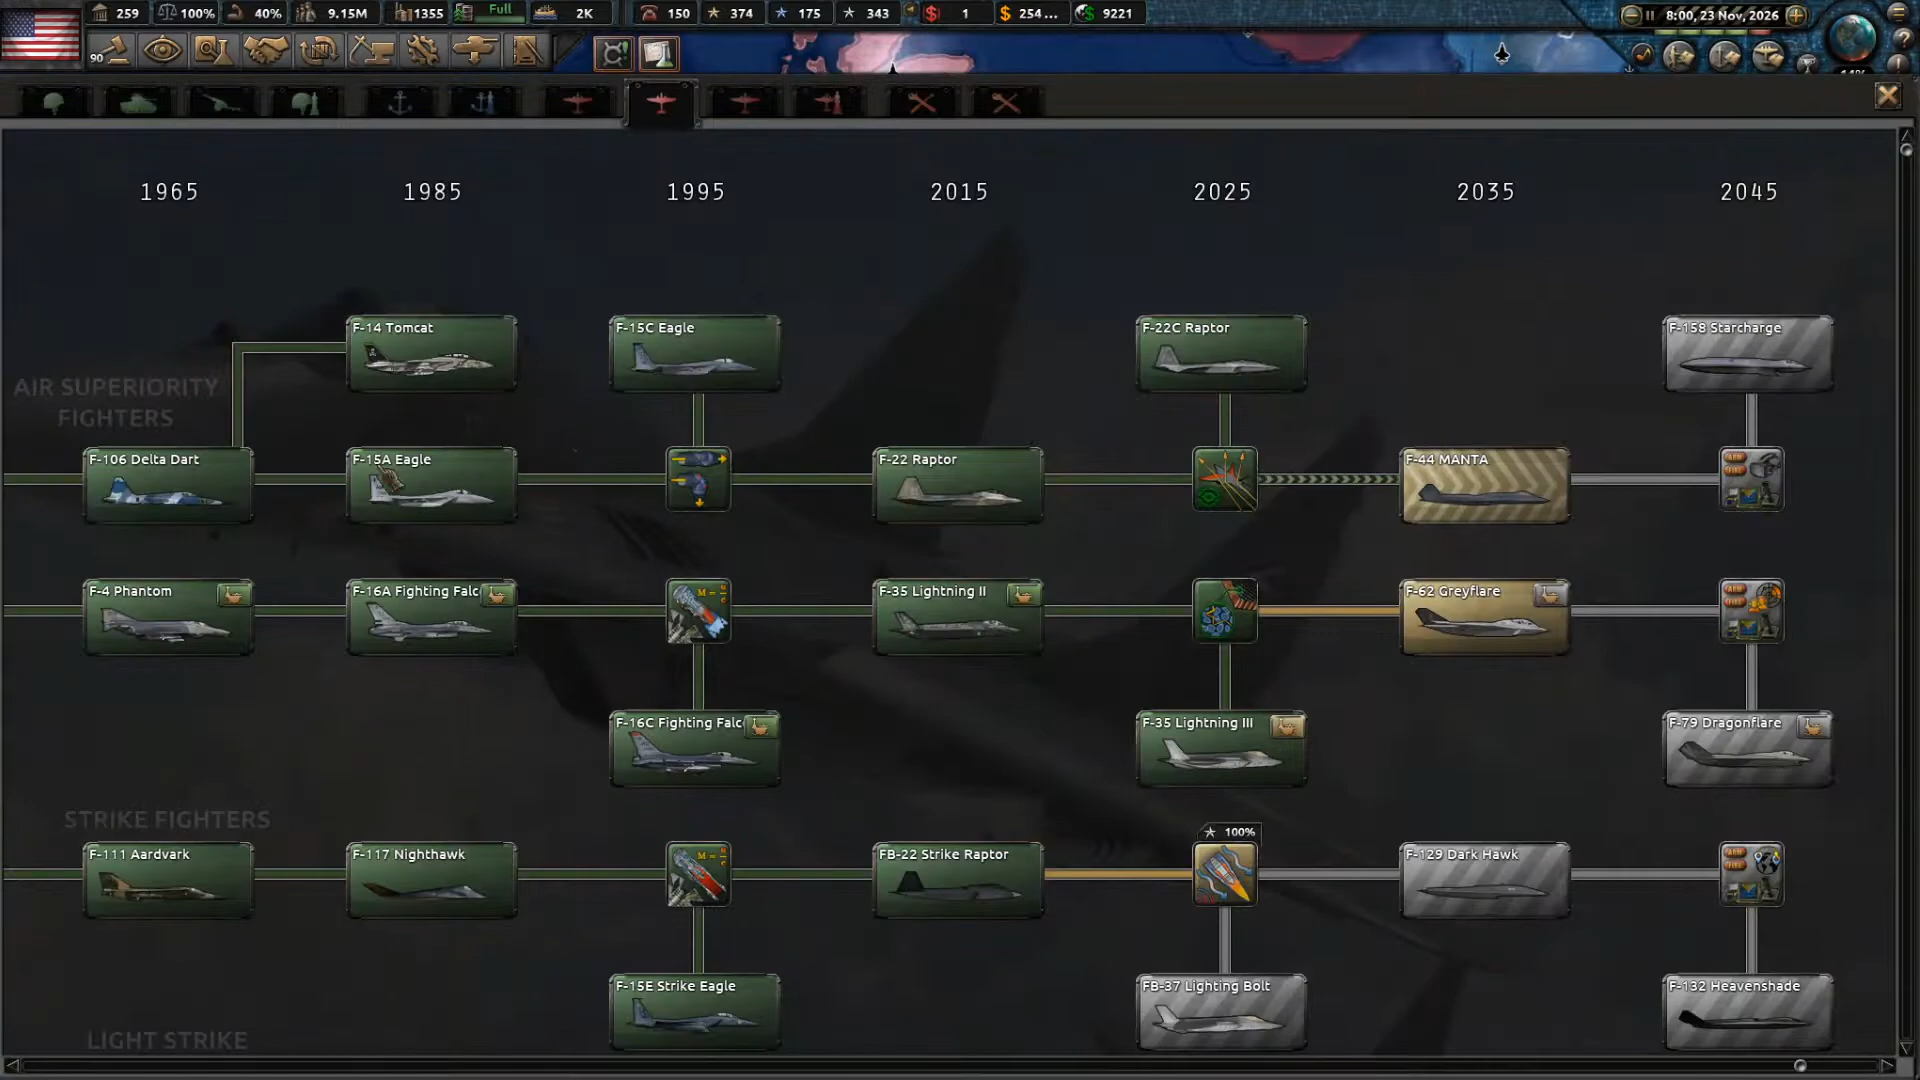 259 100% 40% 9.15M 1355 Full 2K 150 374 175 343 1 254... 9221 8:00, 23 Nov, 2026
90
1965 1985 1995 2015 2025 2035 2045
AIR SUPERIORITY
FIGHTERS
F-14 Tomcat F-15C Eagle F-22C Raptor F-158 Starcharge
F-106 Delta Dart F-15A Eagle F-22 Raptor F-44 MANTA
F-4 Phantom F-16A Fighting Falc F-35 Lightning II F-62 Greyflare
F-16C Fighting Falc F-35 Lightning III F-79 Dragonflare
STRIKE FIGHTERS
100%
F-111 Aardvark F-117 Nighthawk FB-22 Strike Raptor F-129 Dark Hawk
F-15E Strike Eagle FB-37 Lighting Bolt F-132 Heavenshade
LIGHT STRIKE